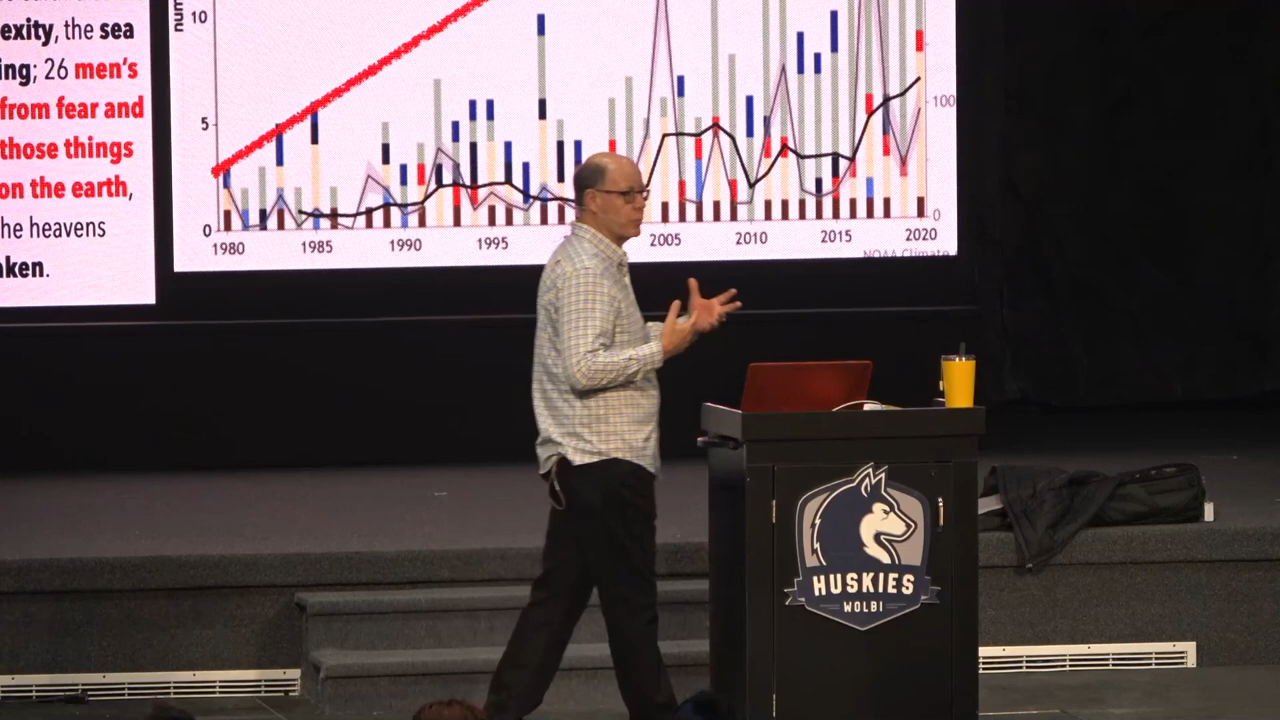 exity, the sea
ing; 26 men's
from fear and
those things
on the earth,
he heavens
aken.
num
10
5
0
1980
1985
1990
1995
2005
2010
2015
2020
100
0
NOAA Climate
HUSKIES
WOLBI